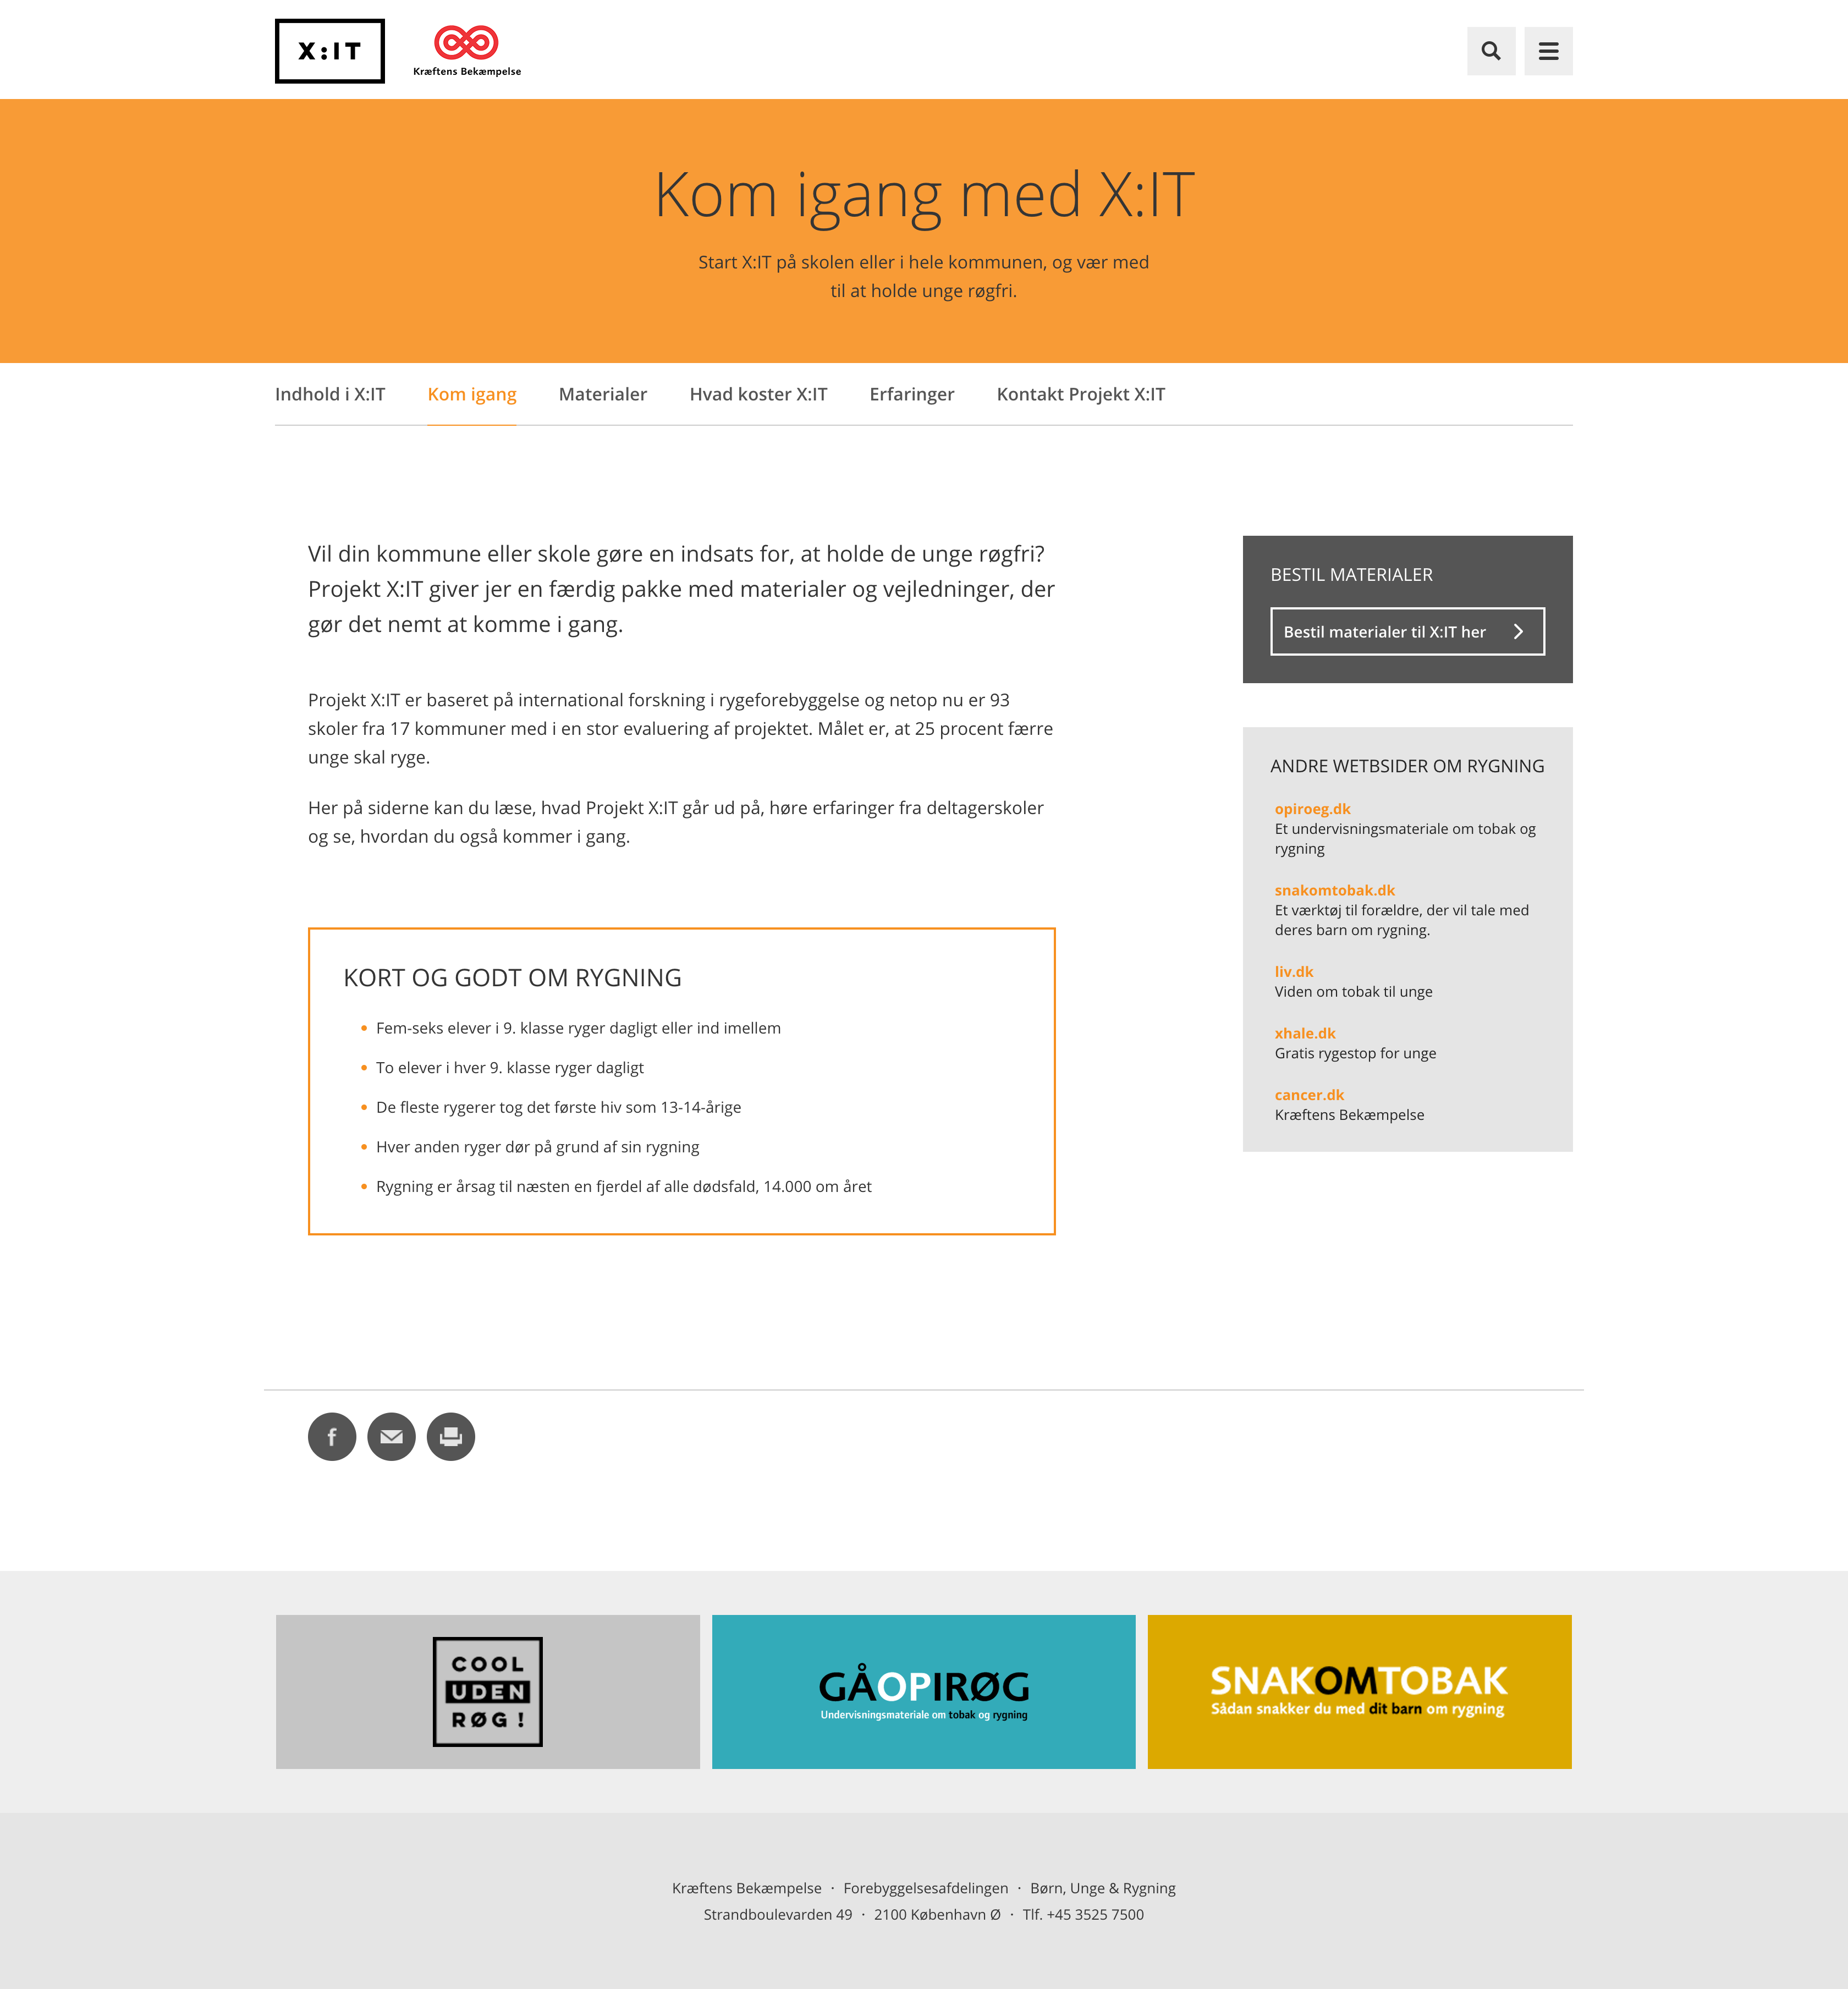 X:IT
Kræftens Bekæmpelse
Kom igang med X:IT
Start X:IT på skolen eller i hele kommunen, og vær med
til at holde unge røgfri.
Indhold i X:IT
Kom igang
Materialer
Hvad koster X:IT
Erfaringer
Kontakt Projekt X:IT
Vil din kommune eller skole gøre en indsats for, at holde de unge røgfri?
Projekt X:IT giver jer en færdig pakke med materialer og vejledninger, der
gør det nemt at komme i gang.
Projekt X:IT er baseret på international forskning i rygeforebyggelse og netop nu er 93
skoler fra 17 kommuner med i en stor evaluering af projektet. Målet er, at 25 procent færre
unge skal ryge.
Her på siderne kan du læse, hvad Projekt X:IT går ud på, høre erfaringer fra deltagerskoler
og se, hvordan du også kommer i gang.
KORT OG GODT OM RYGNING
Fem-seks elever i 9. klasse ryger dagligt eller ind imellem
To elever i hver 9. klasse ryger dagligt
De fleste rygerer tog det første hiv som 13-14-årige
Hver anden ryger dør på grund af sin rygning
Rygning er årsag til næsten en fjerdel af alle dødsfald, 14.000 om året
BESTIL MATERIALER
Bestil materialer til X:IT her
ANDRE WETBSIDER OM RYGNING
opiroeg.dk
Et undervisningsmateriale om tobak og
rygning
snakomtobak.dk
Et værktøj til forældre, der vil tale med
deres barn om rygning.
liv.dk
Viden om tobak til unge
xhale.dk
Gratis rygestop for unge
cancer.dk
Kræftens Bekæmpelse
f
COOL
UDEN
RØG!
GÅOPIRØG
Undervisningsmateriale om tobak og rygning
SNAKOMTOBAK
Sådan snakker du med dit barn om rygning
Kræftens Bekæmpelse · Forebyggelsesafdelingen · Børn, Unge & Rygning
Strandboulevarden 49 · 2100 København Ø · Tlf. +45 3525 7500